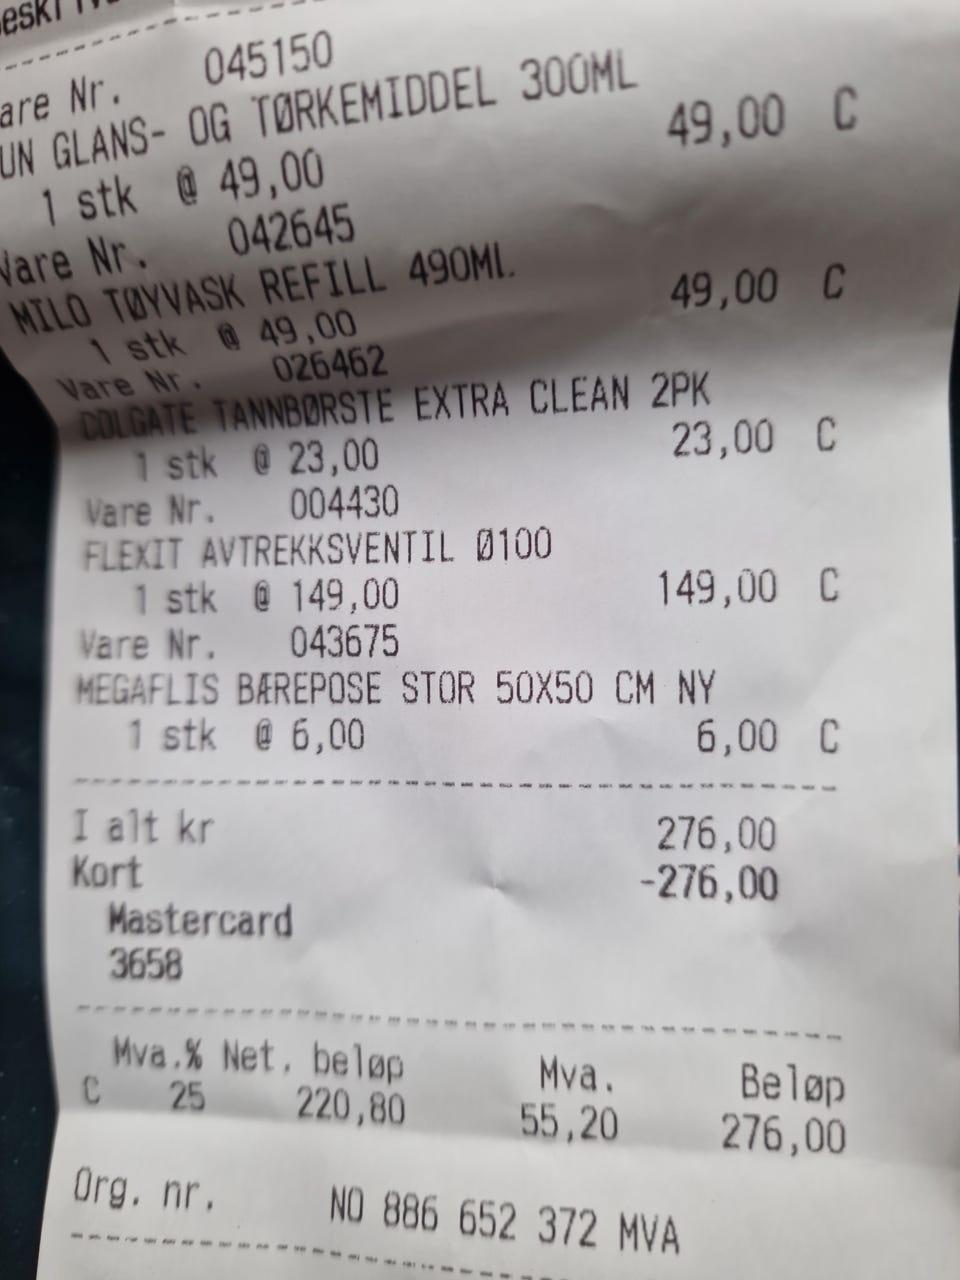 are Nr. 045150
UN GLANS- OG TØRKEMIDDEL 300ML
1 stk @ 49,00 49,00 C
Vare Nr. 042645
MILO TØYVASK REFILL 490ML
1 stk @ 49,00 49,00 C
Vare Nr. 026462
COLGATE TANNBØRSTE EXTRA CLEAN 2PK
1 stk @ 23,00 23,00 C
Vare Nr. 004430
FLEXIT AVTREKKSVENTIL Ø100
1 stk @ 149,00 149,00 C
Vare Nr. 043675
MEGAFLIS BÆREPOSE STOR 50X50 CM NY
1 stk @ 6,00 6,00 C
I alt kr 276,00
Kort -276,00
Mastercard
3658
Mva.% Net. beløp Mva. Beløp
C 25 220,80 55,20 276,00
Org. nr. NO 886 652 372 MVA